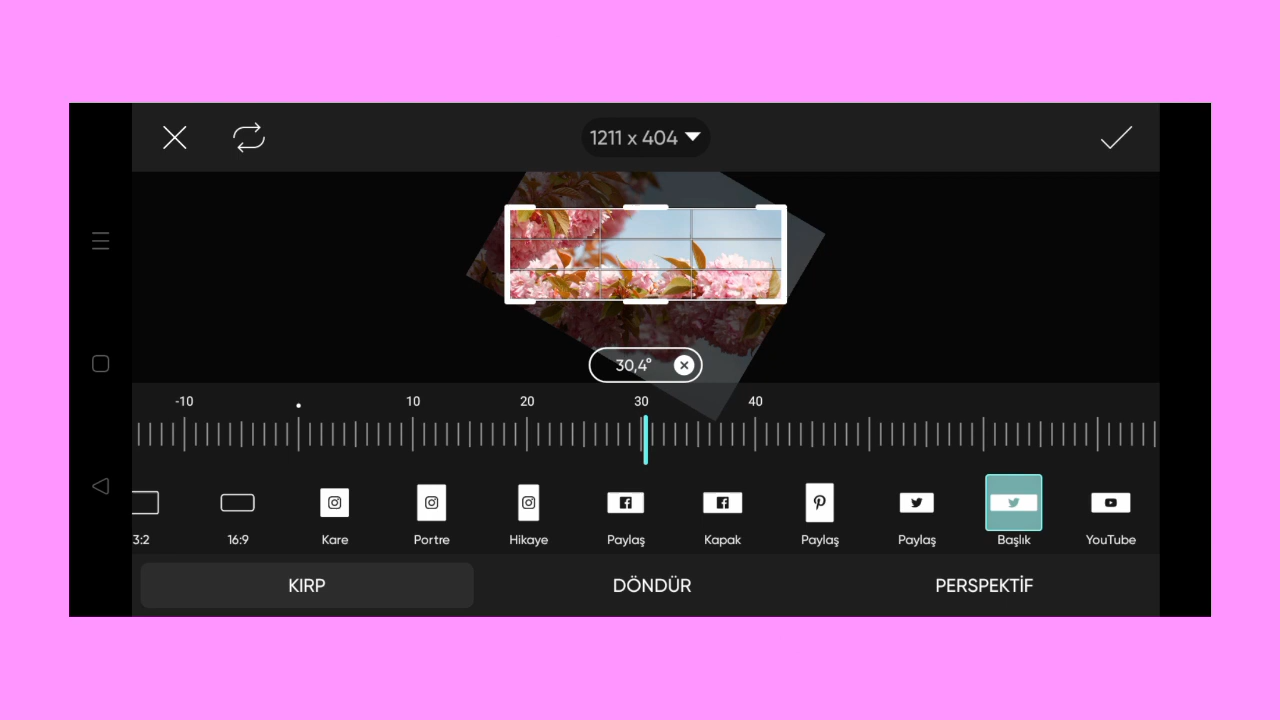 1211 x 404
30,4°
-10 10 20 30 40
3:2 16:9 Kare Portre Hikaye Paylaş Kapak Paylaş Paylaş Başlık YouTube
KIRP DÖNDÜR PERSPEKTİF